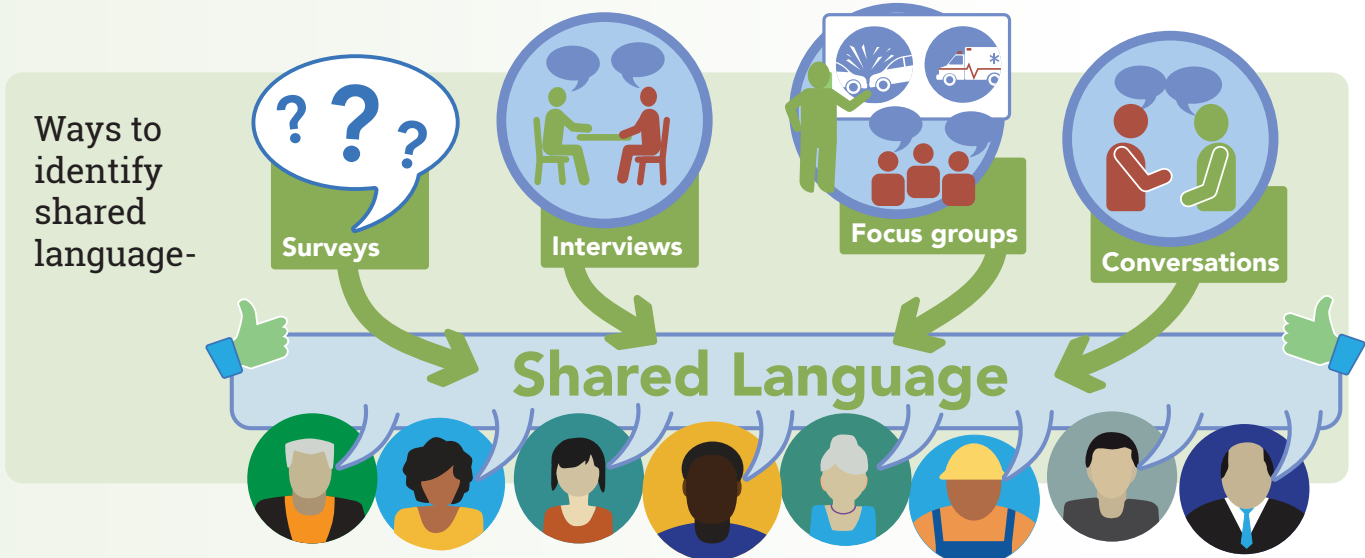 Ways to
identify
shared
language-
? ? ?
Surveys
Interviews
Focus groups
Conversations
Shared Language